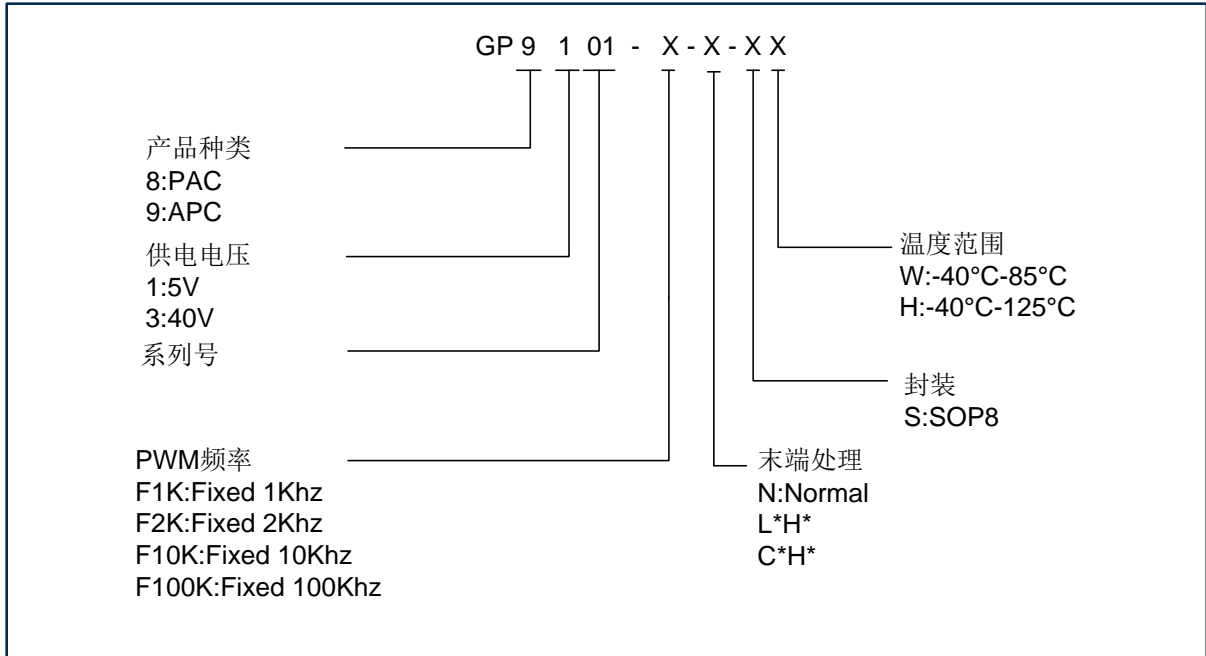 GP 9 1 01 - X - X - X X
产品种类
8:PAC
9:APC
供电电压
1:5V
3:40V
系列号
PWM频率
F1K:Fixed 1Khz
F2K:Fixed 2Khz
F10K:Fixed 10Khz
F100K:Fixed 100Khz
温度范围
W:-40°C-85°C
H:-40°C-125°C
封装
S:SOP8
末端处理
N:Normal
L*H*
C*H*